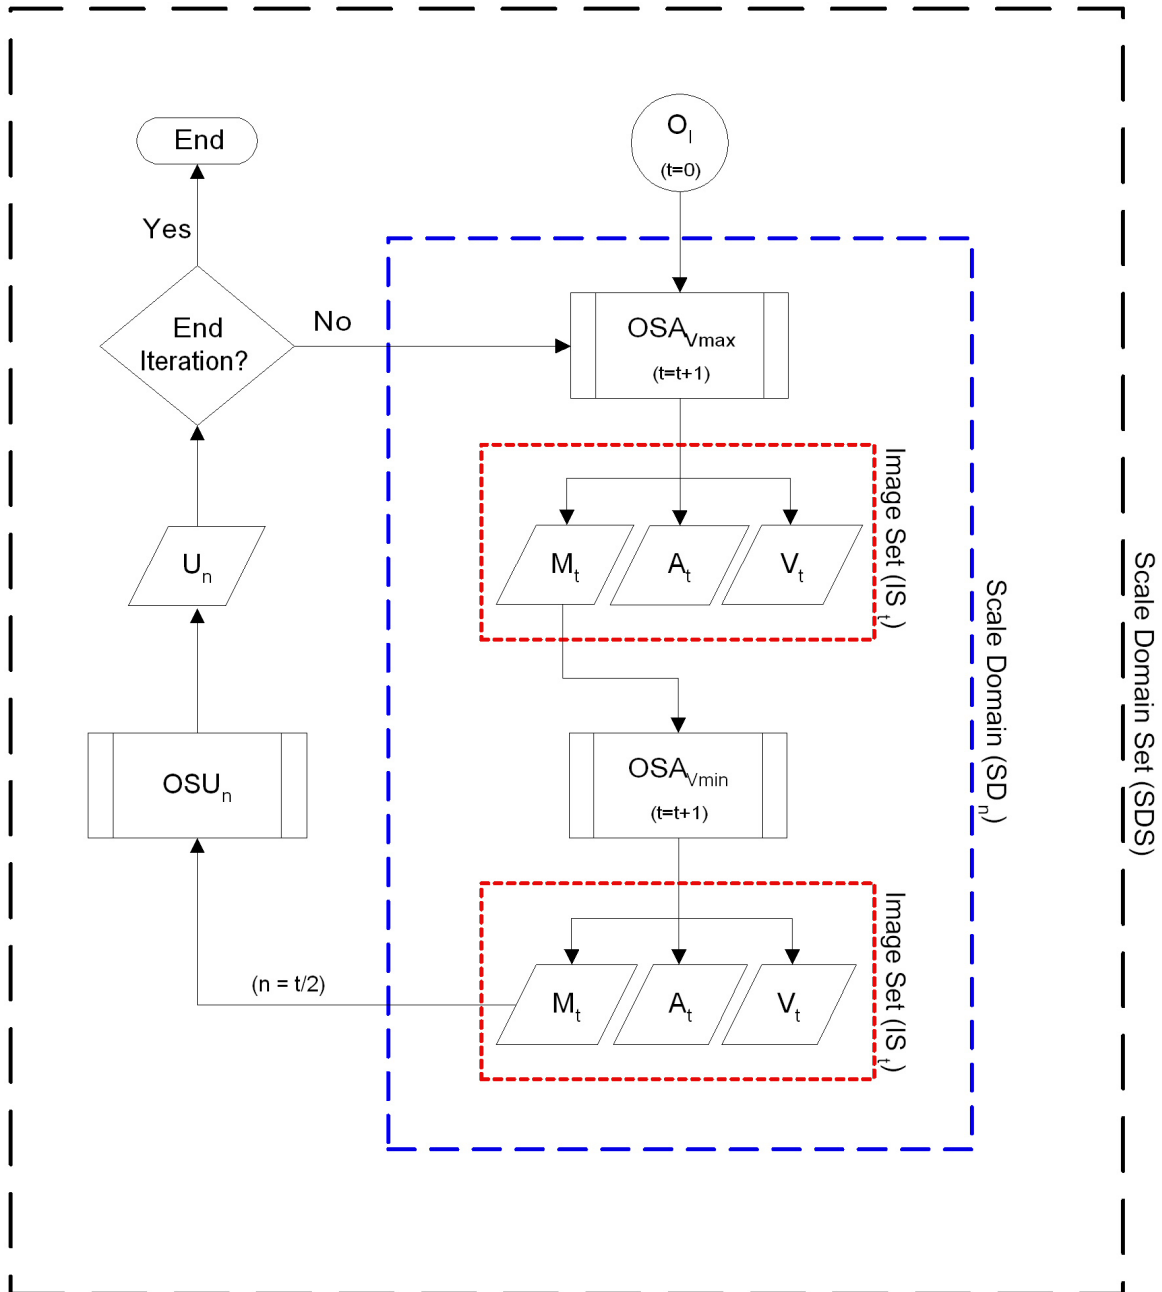 End
O_I
(t=0)
Yes
End
Iteration?
No
OSA_Vmax
(t=t+1)
Image Set (IS_t)
M_t
A_t
V_t
U_n
Scale Domain (SD_n)
Scale Domain Set (SDS)
OSU_n
OSA_Vmin
(t=t+1)
Image Set (IS_t)
(n = t/2)
M_t
A_t
V_t